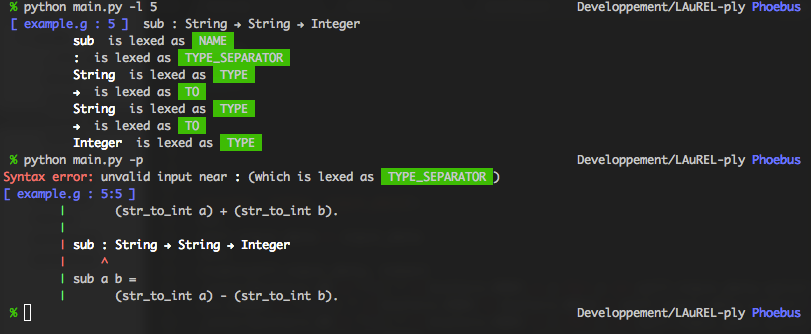 % python main.py -l 5 Developpement/LAuREL-ply Phoebus
[ example.g : 5 ] sub : String → String → Integer
sub is lexed as NAME
: is lexed as TYPE_SEPARATOR
String is lexed as TYPE
→ is lexed as TO
String is lexed as TYPE
→ is lexed as TO
Integer is lexed as TYPE
% python main.py -p Developpement/LAuREL-ply Phoebus
Syntax error: unvalid input near : (which is lexed as TYPE_SEPARATOR )
[ example.g : 5:5 ]
| (str_to_int a) + (str_to_int b).
|
| sub : String → String → Integer
| ^
| sub a b =
| (str_to_int a) - (str_to_int b).
% Developpement/LAuREL-ply Phoebus